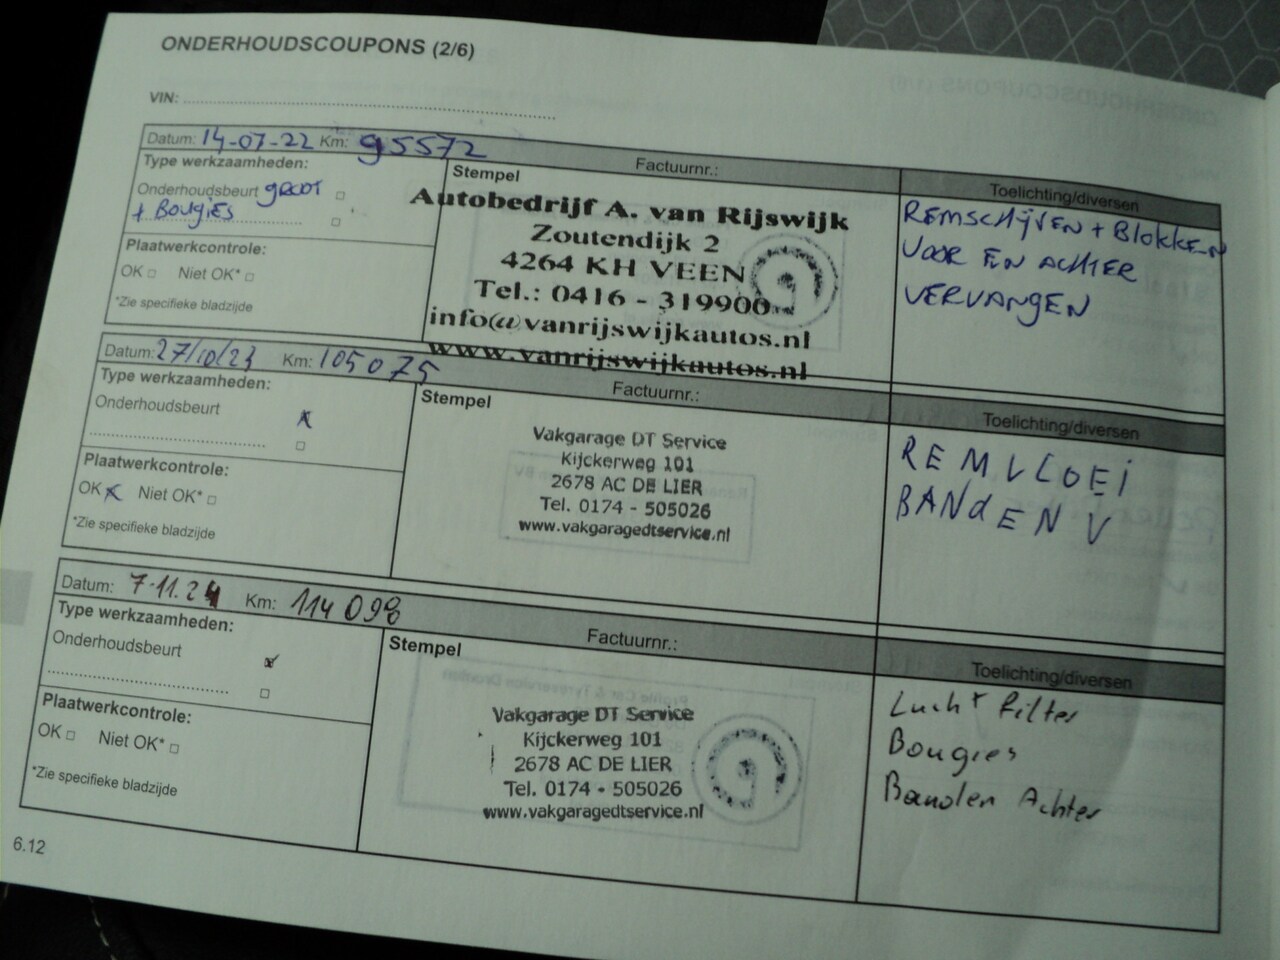 ONDERHOUDSCOUPONS (2/6)
VIN:
Datum: 14-07-22 Km: 95572
Factuurnr.:
Type werkzaamheden:
Onderhoudsbeurt GROOT
+ BOUGIES
Plaatwerkcontrole:
OK Niet OK*
*Zie specifieke bladzijde
Stempel
Autobedrijf A. van Rijswijk
Zoutendijk 2
4264 KH VEEN
Tel.: 0416 - 319900
info@vanrijswijkautos.nl
www.vanrijswijkautos.nl
Toelichting/diversen
REMSCHIJVEN + BLOKKEN
VOOR EN ACHTER
VERVANGEN
Datum: 27/10/23 Km: 105075
Factuurnr.:
Type werkzaamheden:
Onderhoudsbeurt x
Plaatwerkcontrole:
OK x Niet OK*
*Zie specifieke bladzijde
Stempel
Vakgarage DT Service
Kijckerweg 101
2678 AC DE LIER
Tel. 0174 - 505026
www.vakgaragedtservice.nl
Toelichting/diversen
REMVLOEI
BANdEN V
Datum: 7-11.24 Km: 114098
Factuurnr.:
Type werkzaamheden:
Onderhoudsbeurt
Plaatwerkcontrole:
OK Niet OK*
*Zie specifieke bladzijde
Stempel
Vakgarage DT Service
Kijckerweg 101
2678 AC DE LIER
Tel. 0174 - 505026
www.vakgaragedtservice.nl
Toelichting/diversen
Lucht filter
Bougies
Banden Achter
6.12